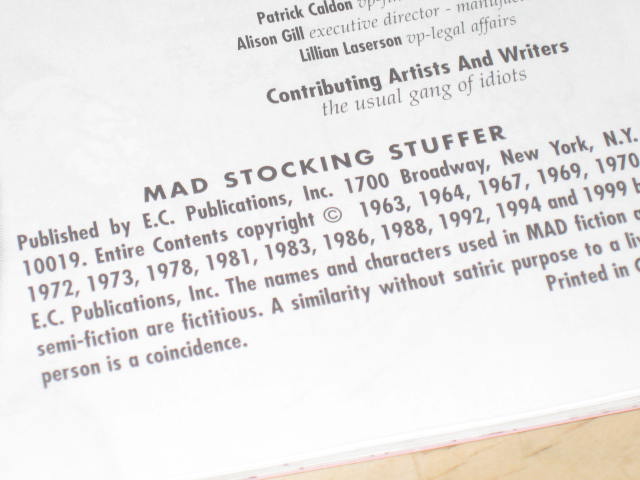 Patrick Caldon
Alison Gill executive director - manufac
Lillian Laserson vp-legal affairs
Contributing Artists And Writers
the usual gang of idiots
MAD STOCKING STUFFER
Published by E.C. Publications, Inc. 1700 Broadway, New York, N.Y.
10019. Entire Contents copyright © 1963, 1964, 1967, 1969, 1970
1972, 1973, 1978, 1981, 1983, 1986, 1988, 1992, 1994 and 1999 b
E.C. Publications, Inc. The names and characters used in MAD fiction
semi-fiction are fictitious. A similarity without satiric purpose to a li
person is a coincidence.
Printed in